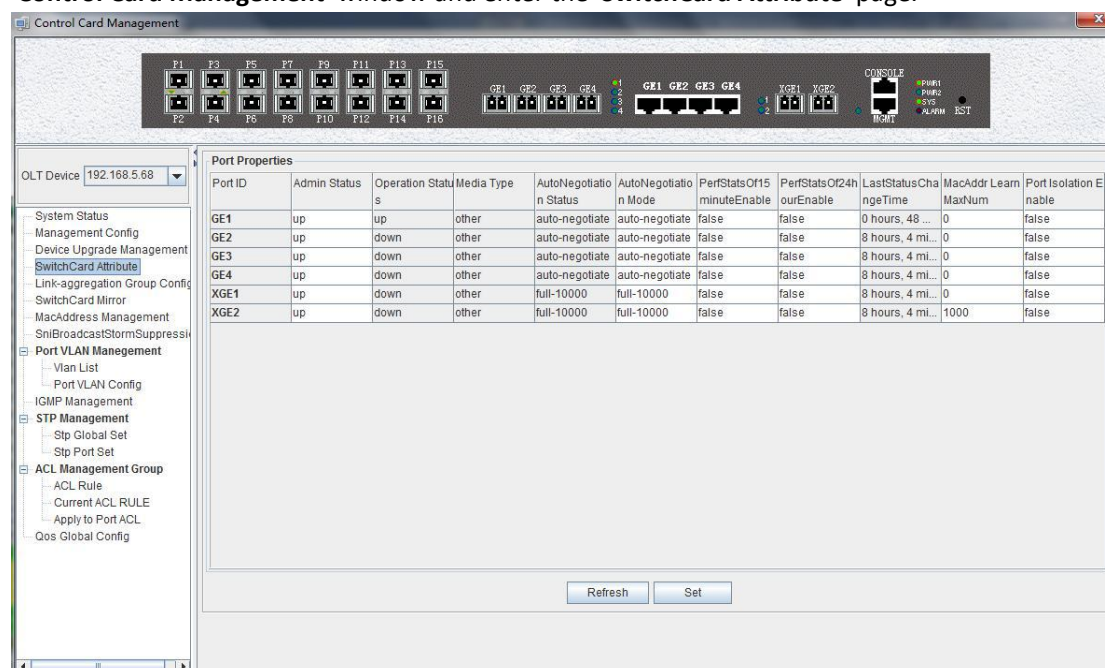 Control Card Management window and enter the SwitchCard Attribute page.
Control Card Management
P1 P3 P5 P7 P9 P11 P13 P15
P2 P4 P6 P8 P10 P12 P14 P16
GE1 GE2 GE3 GE4
1
2
3
4
GE1 GE2 GE3 GE4
1
2
XGE1 XGE2
CONSOLE
MGMT
PWR1
PWR2
SYS
ALARM
RST
OLT Device 192.168.5.68
System Status
Management Config
Device Upgrade Management
SwitchCard Attribute
Link-aggregation Group Config
SwitchCard Mirror
MacAddress Management
SniBroadcastStormSuppressi
Port VLAN Manegement
Vlan List
Port VLAN Config
IGMP Management
STP Management
Stp Global Set
Stp Port Set
ACL Management Group
ACL Rule
Current ACL RULE
Apply to Port ACL
Qos Global Config
Port Properties
Port ID Admin Status Operation Status Media Type AutoNegotiation Status AutoNegotiation Mode PerfStatsOf15minuteEnable PerfStatsOf24hourEnable LastStatusChangeTime MacAddr Learn MaxNum Port Isolation Enable
GE1 up up other auto-negotiate auto-negotiate false false 0 hours, 48 ... 0 false
GE2 up down other auto-negotiate auto-negotiate false false 8 hours, 4 mi... 0 false
GE3 up down other auto-negotiate auto-negotiate false false 8 hours, 4 mi... 0 false
GE4 up down other auto-negotiate auto-negotiate false false 8 hours, 4 mi... 0 false
XGE1 up down other full-10000 full-10000 false false 8 hours, 4 mi... 0 false
XGE2 up down other full-10000 full-10000 false false 8 hours, 4 mi... 1000 false
Refresh Set